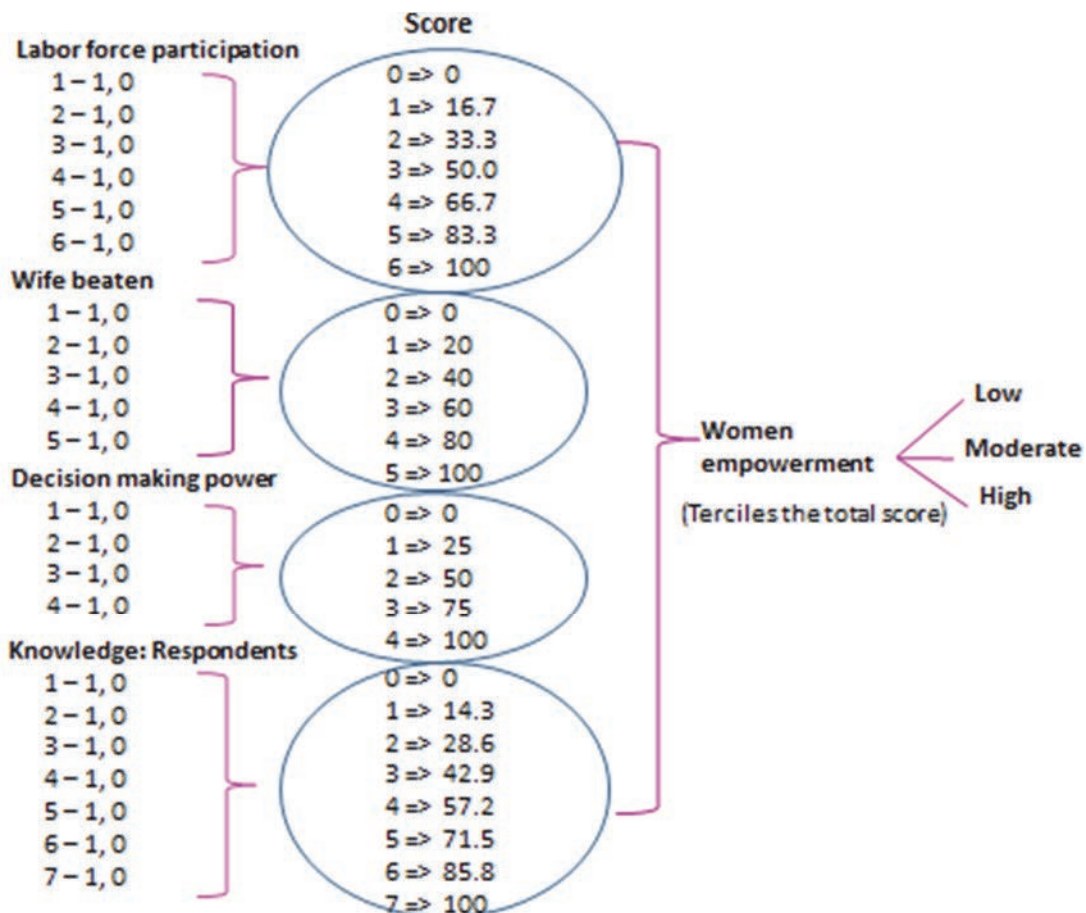 Score
Labor force participation
1 – 1, 0
2 – 1, 0
3 – 1, 0
4 – 1, 0
5 – 1, 0
6 – 1, 0
0 => 0
1 => 16.7
2 => 33.3
3 => 50.0
4 => 66.7
5 => 83.3
6 => 100
Wife beaten
1 – 1, 0
2 – 1, 0
3 – 1, 0
4 – 1, 0
5 – 1, 0
0 => 0
1 => 20
2 => 40
3 => 60
4 => 80
5 => 100
Decision making power
1 – 1, 0
2 – 1, 0
3 – 1, 0
4 – 1, 0
0 => 0
1 => 25
2 => 50
3 => 75
4 => 100
Knowledge: Respondents
1 – 1, 0
2 – 1, 0
3 – 1, 0
4 – 1, 0
5 – 1, 0
6 – 1, 0
7 – 1, 0
0 => 0
1 => 14.3
2 => 28.6
3 => 42.9
4 => 57.2
5 => 71.5
6 => 85.8
7 => 100
Women
empowerment
(Terciles the total score)
Low
Moderate
High